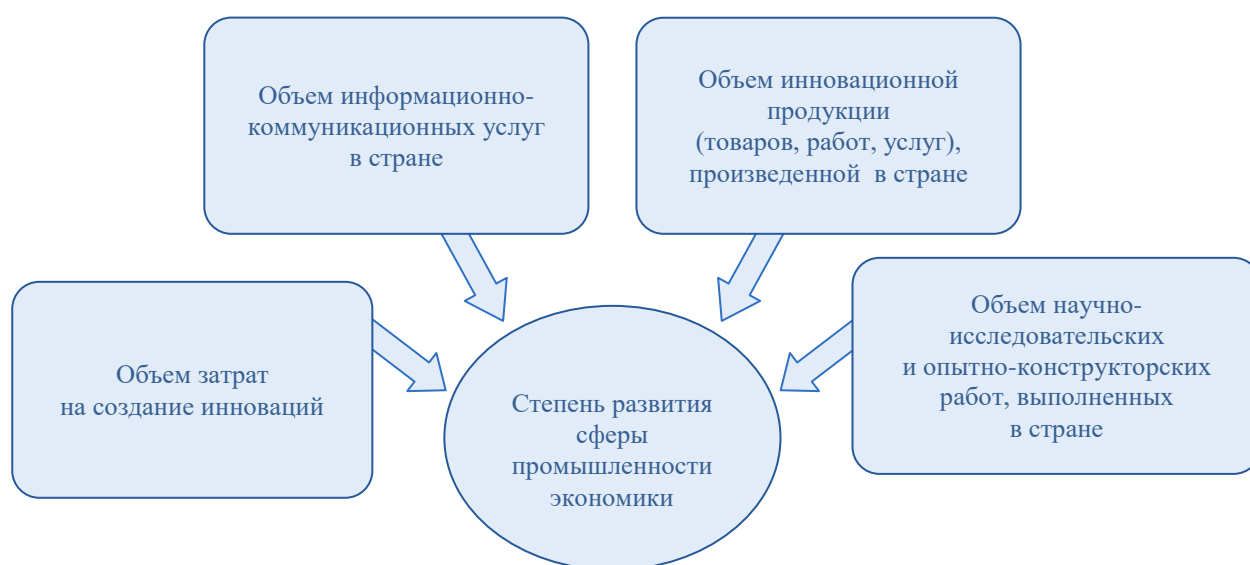 Объем информационно-
коммуникационных услуг
в стране
Объем инновационной
продукции
(товаров, работ, услуг),
произведенной в стране
Объем затрат
на создание инноваций
Степень развития
сферы
промышленности
экономики
Объем научно-
исследовательских
и опытно-конструкторских
работ, выполненных
в стране